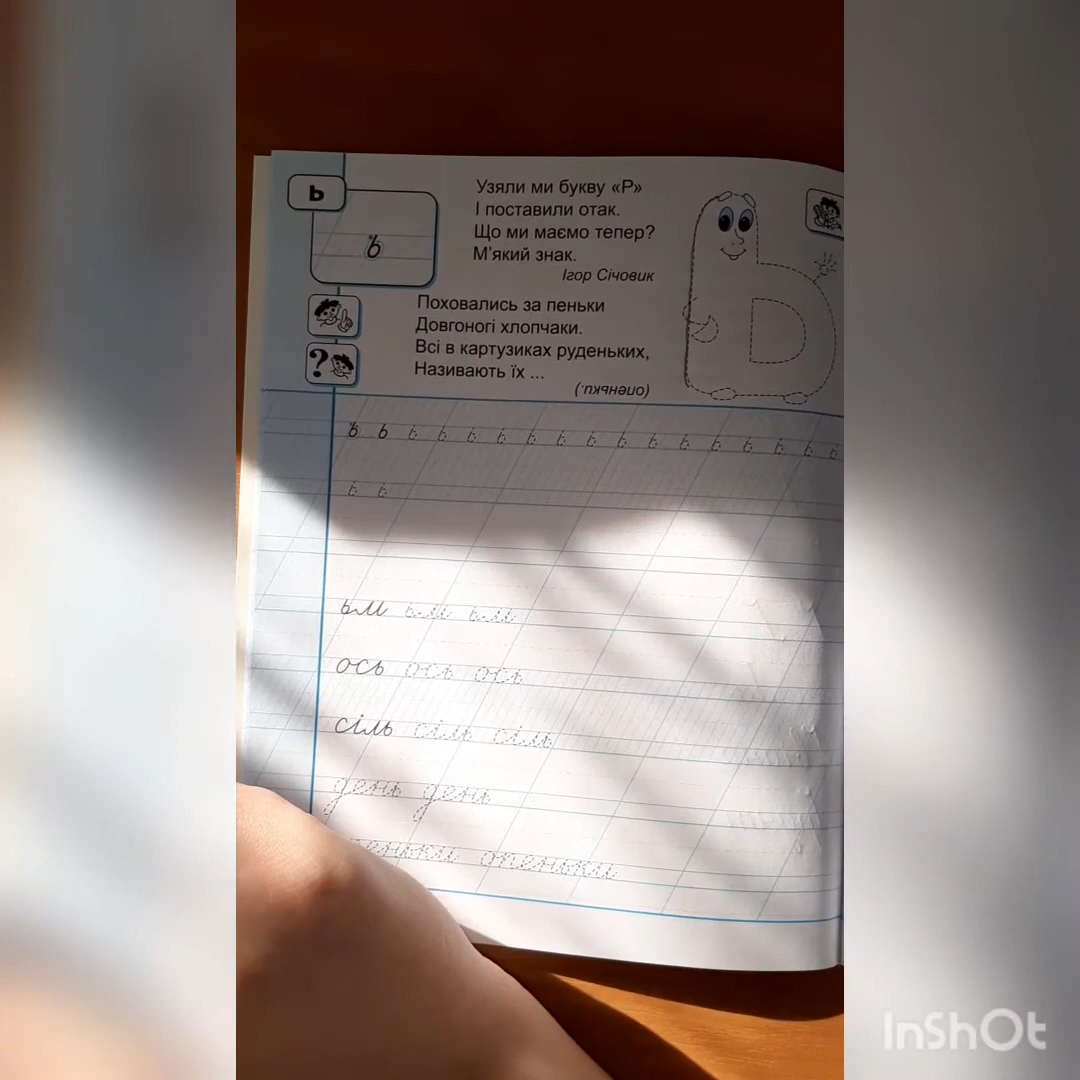 ь
ь
Узяли ми букву «Р»
І поставили отак.
Що ми маємо тепер?
М'який знак.
Ігор Січовик
Поховались за пеньки
Довгоногі хлопчаки.
Всі в картузиках руденьких,
Називають їх ...
(опеньки.)
?
ь ь ь ь ь ь ь ь ь ь ь ь ь ь ь ь ь
ь ь
ьм ьм ьм
ось ось ось
сіль сіль сіль
день день
опеньки
InShOt